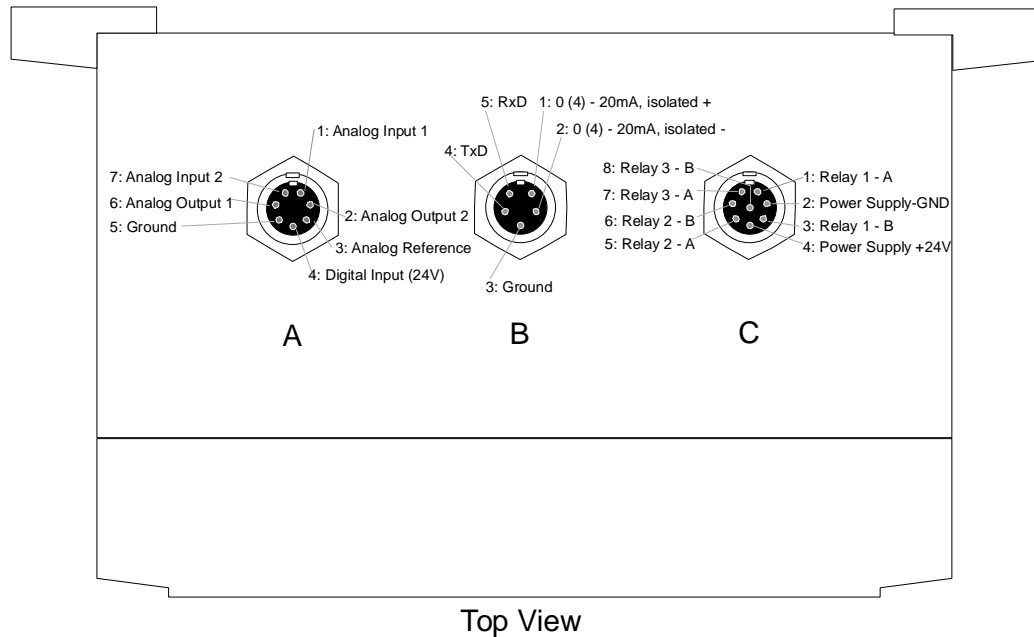 1: Analog Input 1
7: Analog Input 2
6: Analog Output 1
5: Ground
2: Analog Output 2
3: Analog Reference
4: Digital Input (24V)
A
5: RxD
1: 0 (4) - 20mA, isolated +
2: 0 (4) - 20mA, isolated -
4: TxD
3: Ground
B
8: Relay 3 - B
7: Relay 3 - A
6: Relay 2 - B
5: Relay 2 - A
1: Relay 1 - A
2: Power Supply-GND
3: Relay 1 - B
4: Power Supply +24V
C
Top View